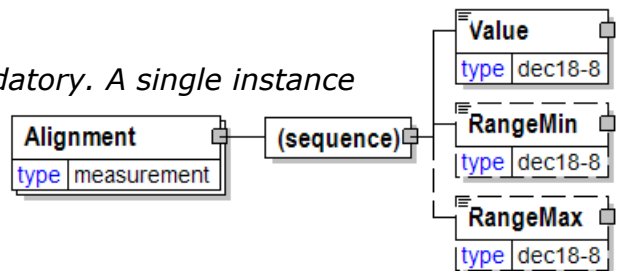 Value
type dec18-8
datory. A single instance
RangeMin
type dec18-8
Alignment
type measurement
(sequence)
RangeMax
type dec18-8